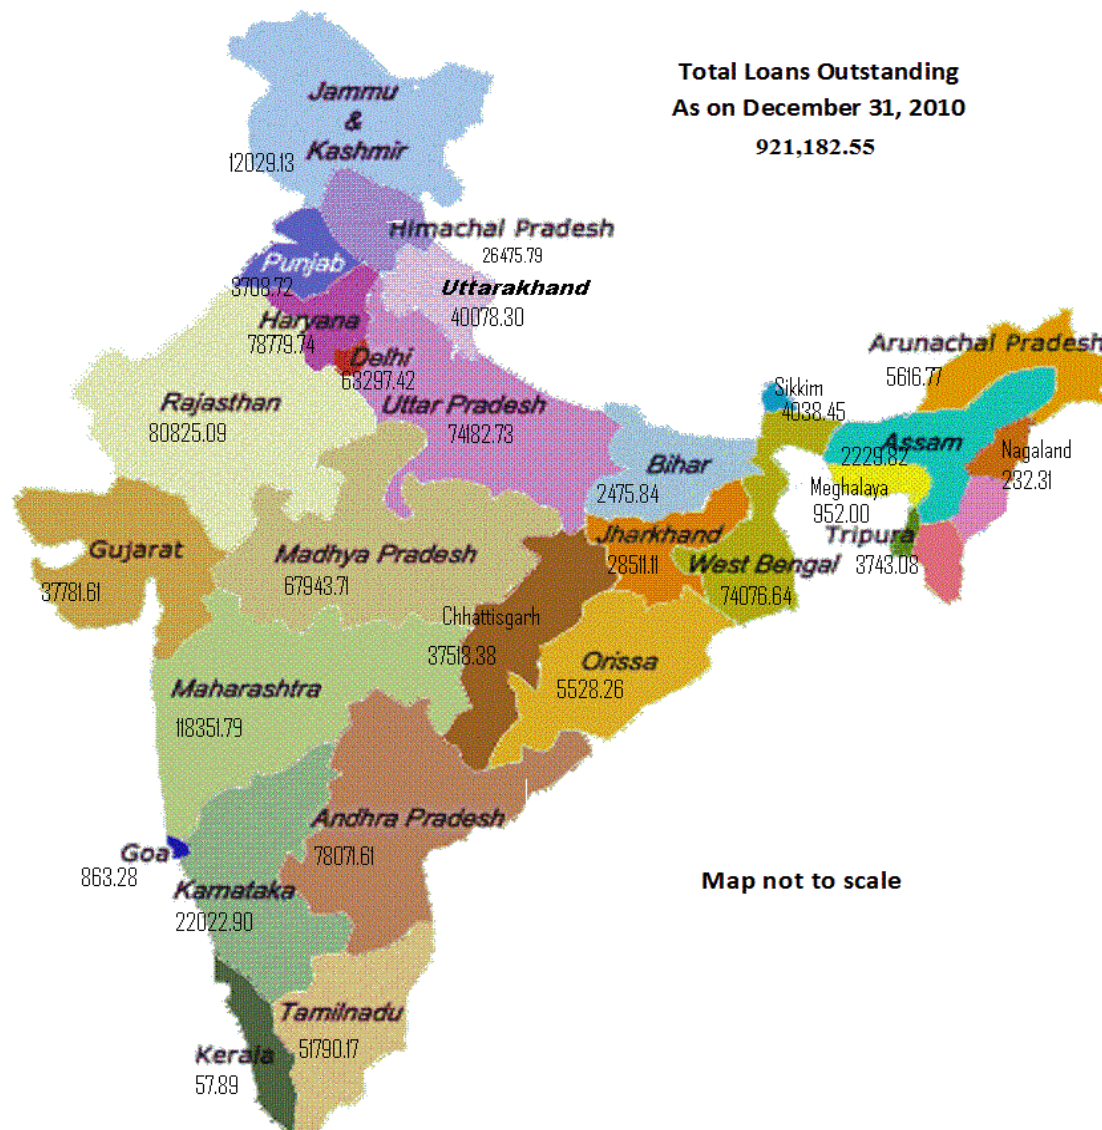 Total Loans Outstanding
As on December 31, 2010
921,182.55
Jammu
&
Kashmir
12029.13
Himachal Pradesh
26475.79
Punjab
3708.72
Uttarakhand
40078.30
Haryana
78779.74
Delhi
63297.42
Arunachal Pradesh
5616.77
Sikkim
4038.45
Rajasthan
80825.09
Uttar Pradesh
74182.73
Assam
2229.82
Nagaland
232.31
Bihar
2475.84
Meghalaya
952.00
Tripura
3743.08
Gujarat
37781.61
Madhya Pradesh
67943.71
Jharkhand
28511.11
West Bengal
74076.64
Chhattisgarh
37518.38
Orissa
5528.26
Maharashtra
118351.79
Andhra Pradesh
78071.61
Goa
863.28
Map not to scale
Karnataka
22022.90
Tamilnadu
51790.17
Kerala
57.89